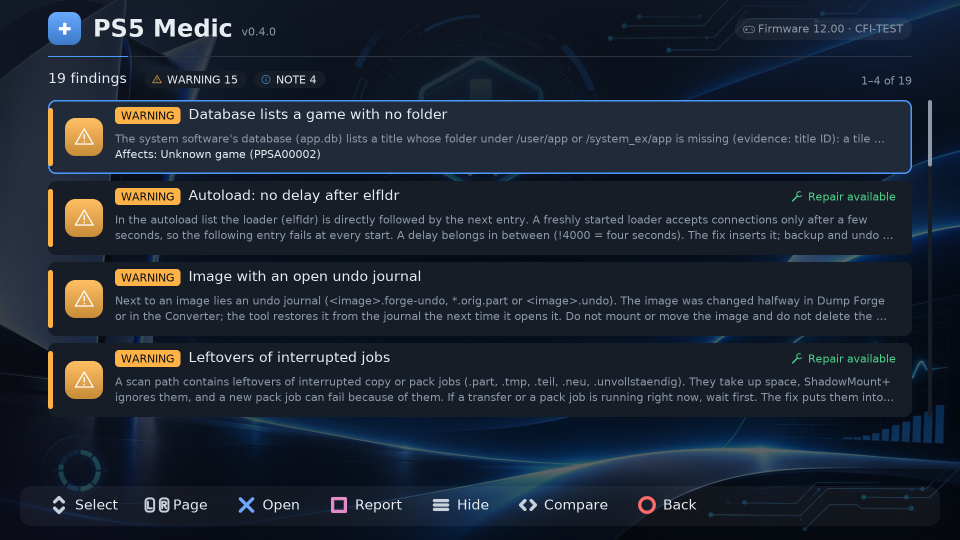 PS5 Medic v0.4.0
Firmware 12.00 · CFI-TEST
19 findings
WARNING 15
NOTE 4
1–4 of 19
WARNING Database lists a game with no folder
The system software's database (app.db) lists a title whose folder under /user/app or /system_ex/app is missing (evidence: title ID): a tile ...
Affects: Unknown game (PPSA00002)
WARNING Autoload: no delay after elfldr
Repair available
In the autoload list the loader (elfldr) is directly followed by the next entry. A freshly started loader accepts connections only after a few
seconds, so the following entry fails at every start. A delay belongs in between (!4000 = four seconds). The fix inserts it; backup and undo ...
WARNING Image with an open undo journal
Next to an image lies an undo journal (<image>.forge-undo, *.orig.part or <image>.undo). The image was changed halfway in Dump Forge
or in the Converter; the tool restores it from the journal the next time it opens it. Do not mount or move the image and do not delete the ...
WARNING Leftovers of interrupted jobs
Repair available
A scan path contains leftovers of interrupted copy or pack jobs (.part, .tmp, .teil, .neu, .unvollstaendig). They take up space, ShadowMount+
ignores them, and a new pack job can fail because of them. If a transfer or a pack job is running right now, wait first. The fix puts them into...
Select
L R Page
Open
Report
Hide
Compare
Back